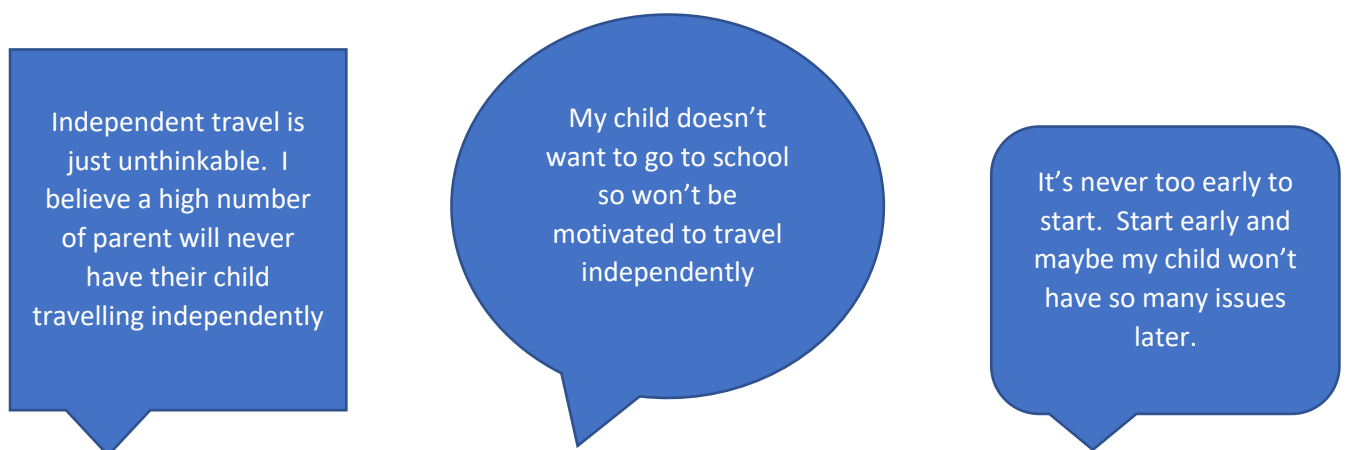 Independent travel is
just unthinkable.  I
believe a high number
of parent will never
have their child
travelling independently
My child doesn’t
want to go to school
so won’t be
motivated to travel
independently
It’s never too early to
start.  Start early and
maybe my child won’t
have so many issues
later.